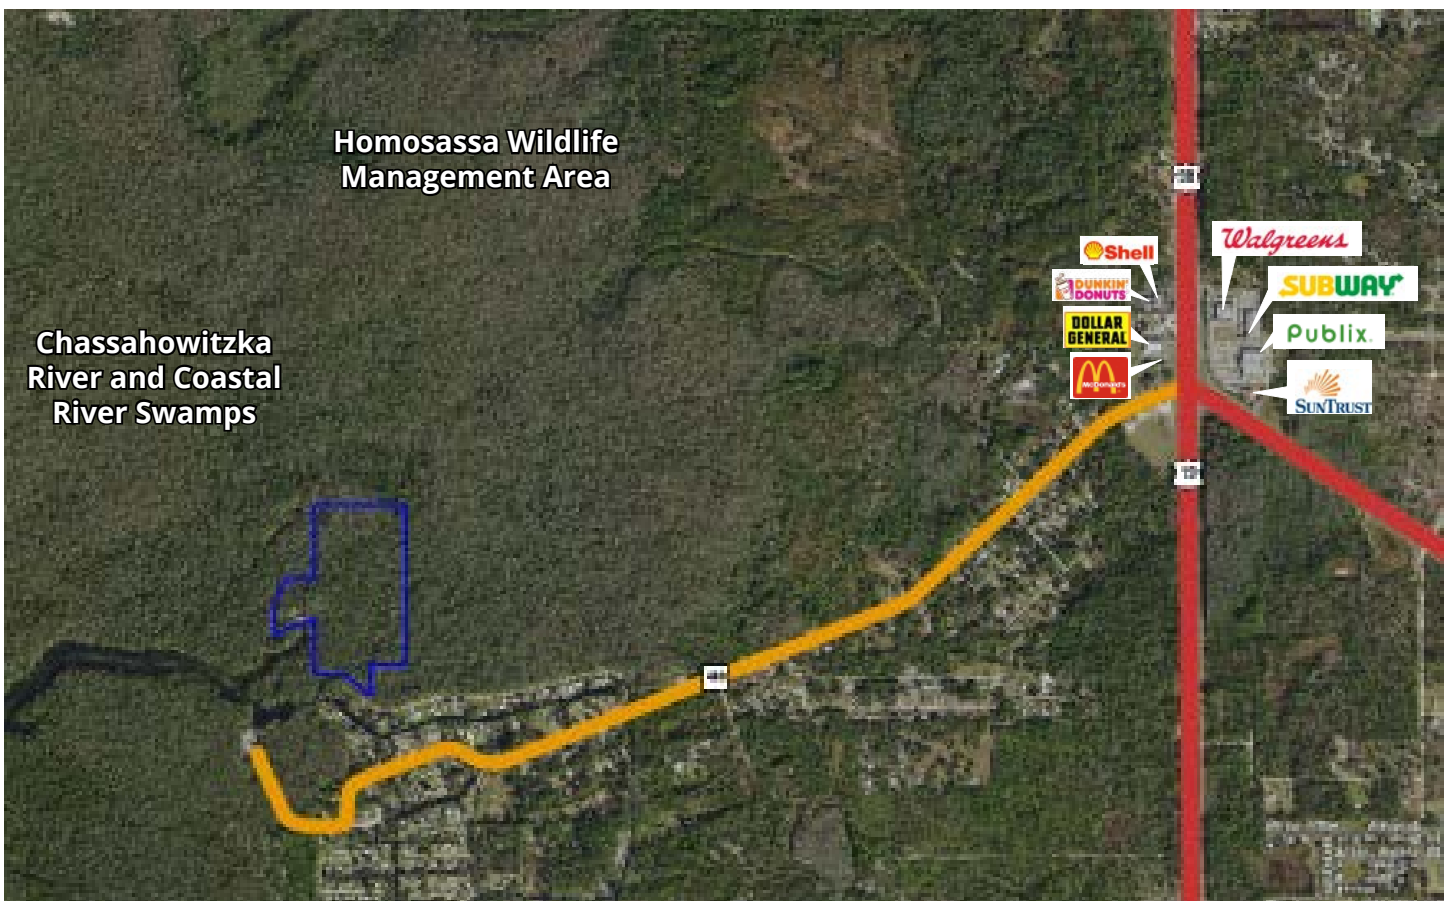 Homosassa Wildlife
Management Area
Chassahowitzka
River and Coastal
River Swamps
Shell
DUNKIN'
DONUTS
DOLLAR
GENERAL
McDonald's
Walgreens
SUBWAY
Publix.
SUNTRUST